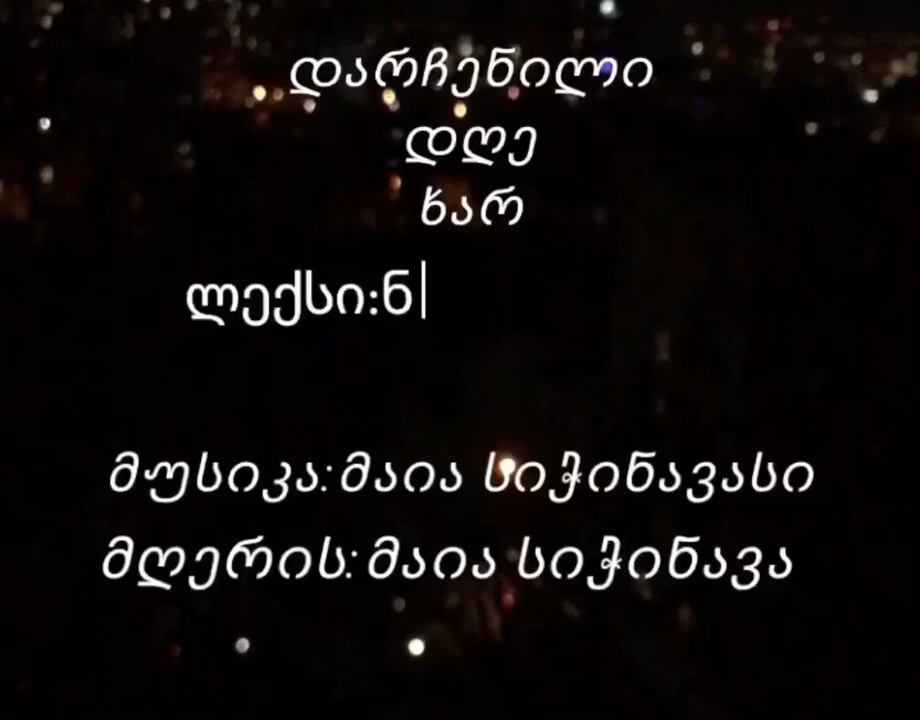 დარჩენილი
დღე
ხარ
ლექსი:ნ
მუსიკა:მაია სიჭინავასი
მღერის:მაია სიჭინავა